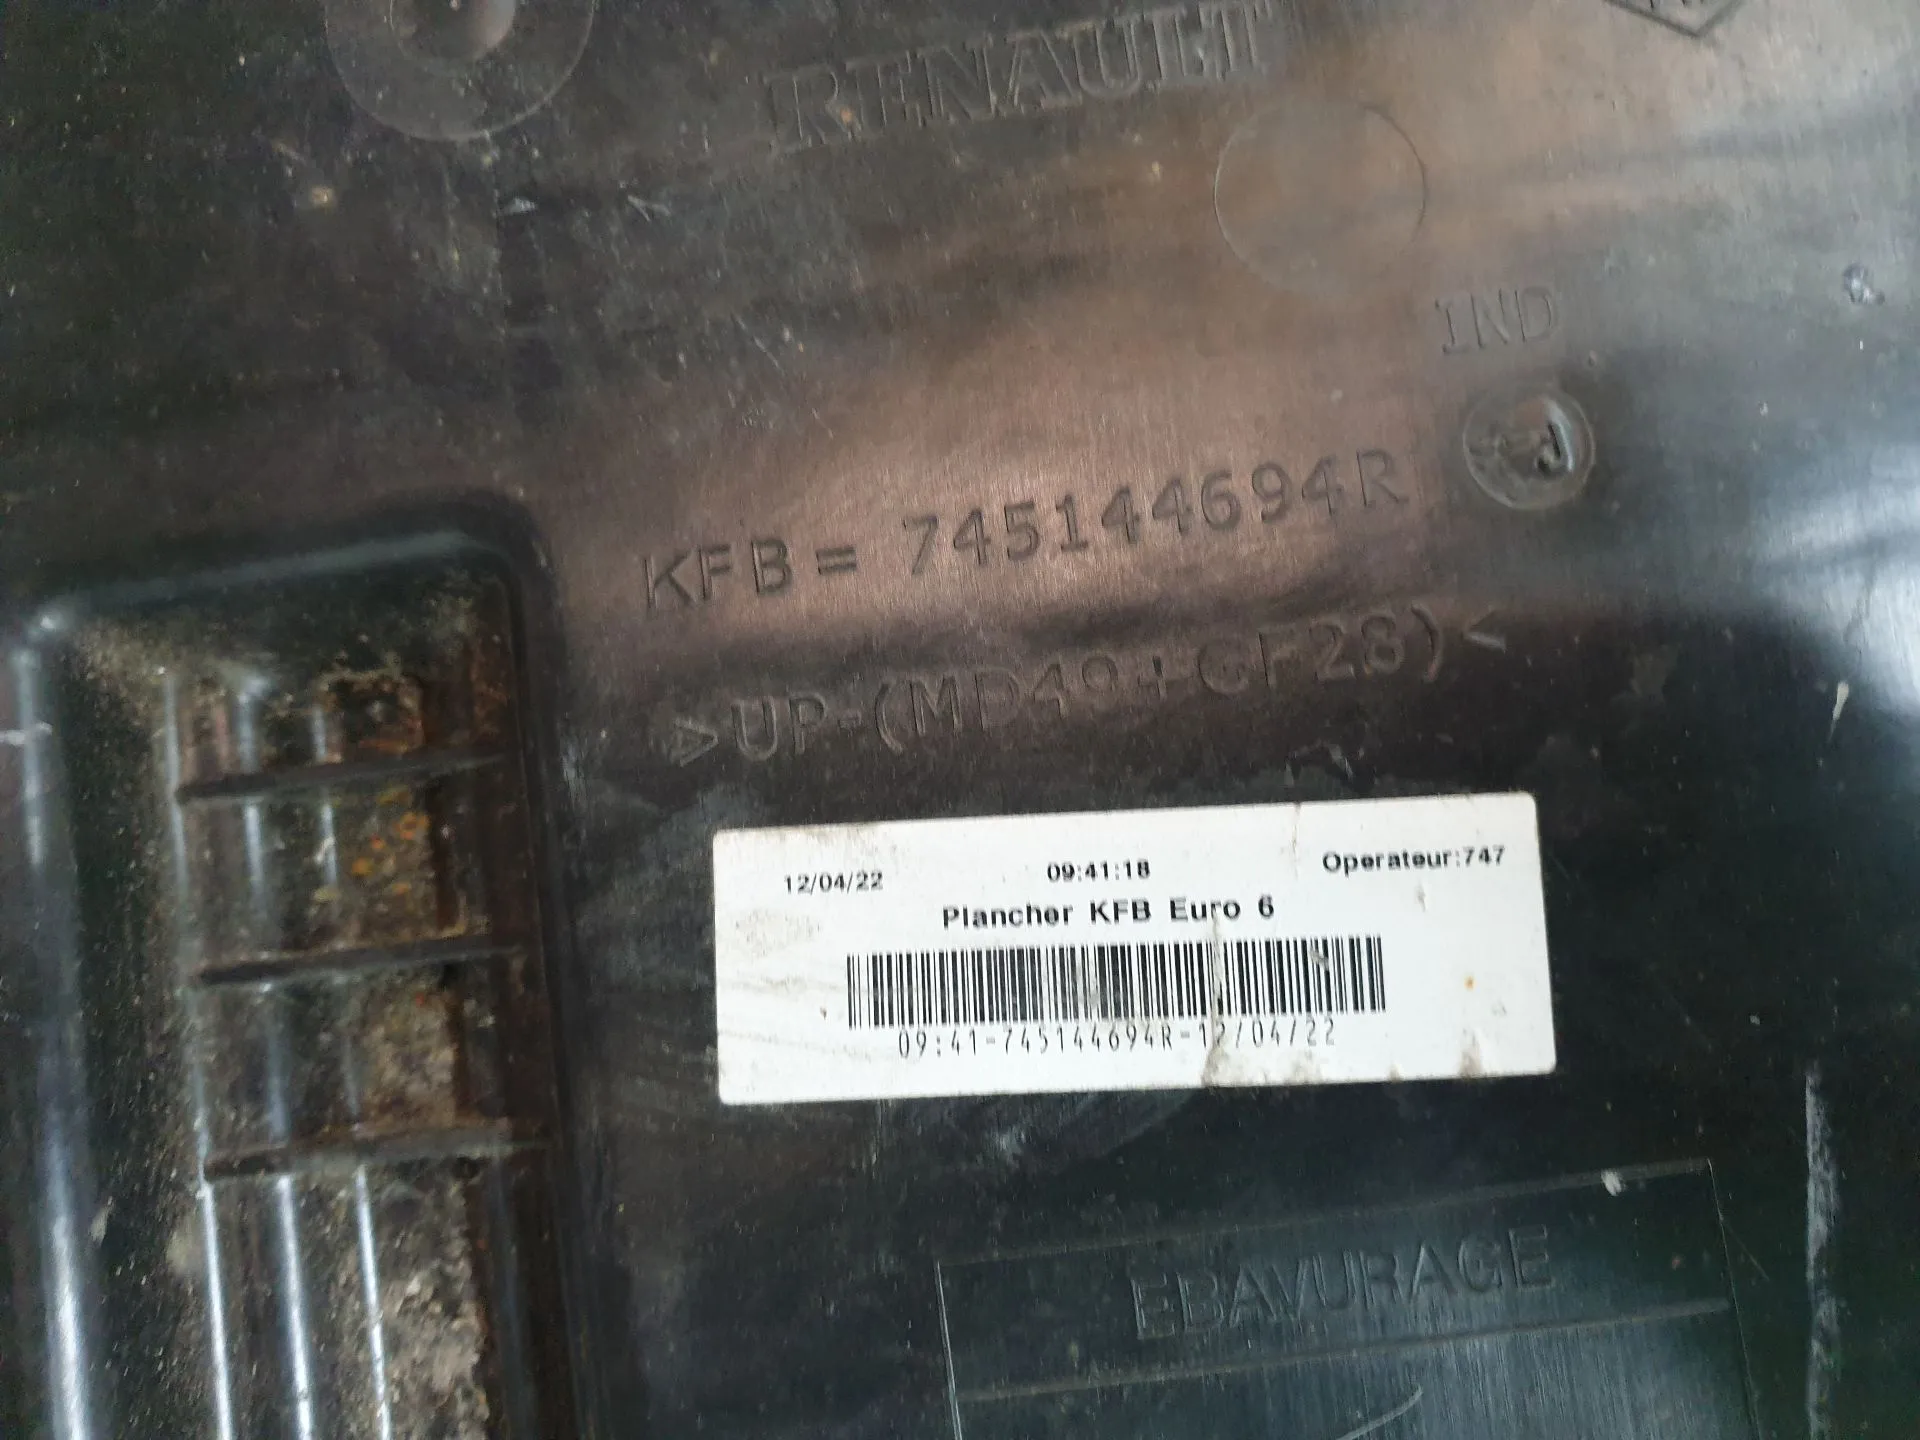 RENAULT
IND
J
KFB = 745144694R
>UP-(MD49+GF28)<
12/04/22 09:41:18 Operateur:747
Plancher KFB Euro 6
09:41-745144694R-12/04/22
EBAVURAGE